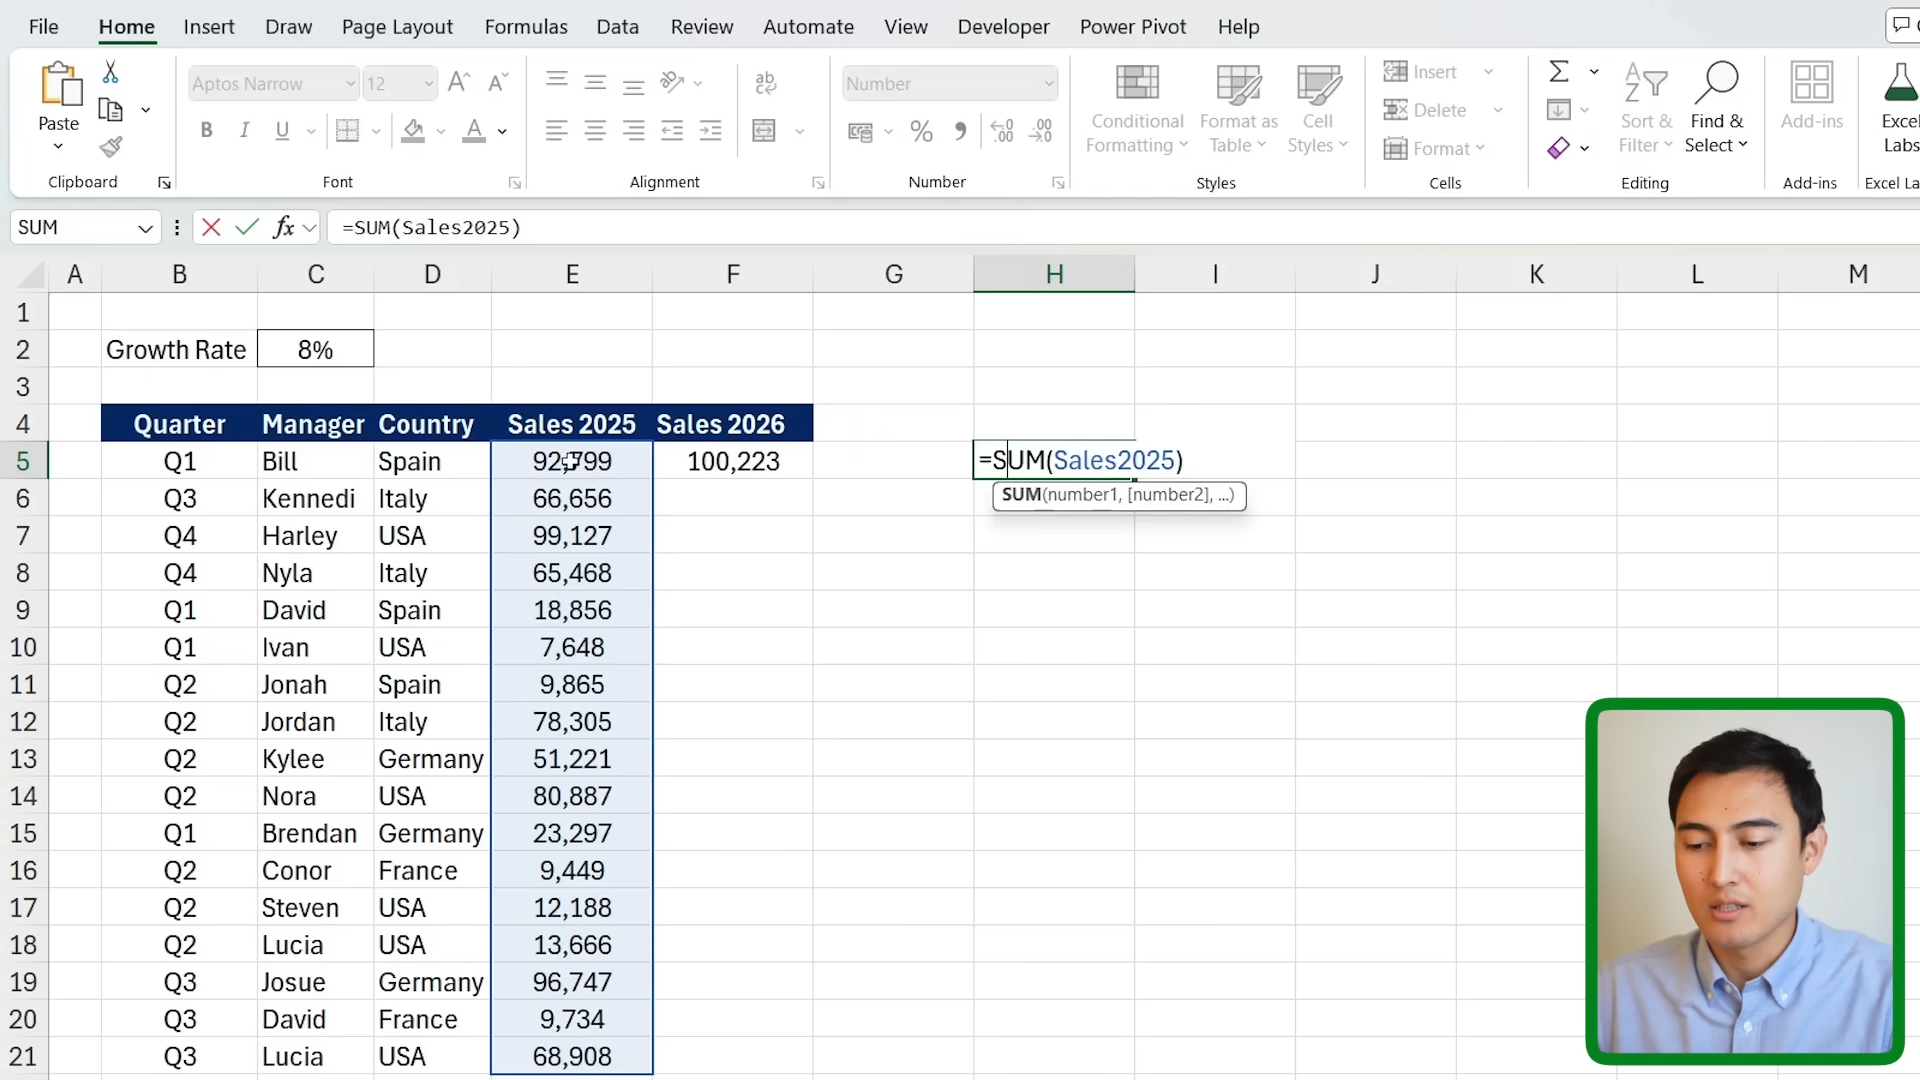 File Home Insert Draw Page Layout Formulas Data Review View Developer Automate Power Pivot Help
Aptos Narrow 12 Number
Paste
B I U
Conditional Formatting
Format as Table
Cell Styles
Insert
Delete
Format
Sort & Filter
Find & Select
Add-ins
Excel Labs
Clipboard Font Alignment Number Styles Cells Editing Add-ins Excel La
SUM fx =SUM(Sales2025)
A B C D E F G H I J K L M
1
2 Growth Rate 8%
3
4 Quarter Manager Country Sales 2025 Sales 2026
5 Q1 Bill Spain 92,799 100,223 =SUM(Sales2025)
SUM(number1, [number2], ...)
6 Q3 Kennedi Italy 66,656
7 Q4 Harley USA 99,127
8 Q4 Nyla Italy 65,468
9 Q1 David Spain 18,856
10 Q1 Ivan USA 7,648
11 Q2 Jonah Spain 9,865
12 Q2 Jordan Italy 78,305
13 Q2 Kylee Germany 51,221
14 Q2 Nora USA 80,887
15 Q1 Brendan Germany 23,297
16 Q2 Conor France 9,449
17 Q2 Steven USA 12,188
18 Q2 Lucia USA 13,666
19 Q3 Josue Germany 96,747
20 Q3 David France 9,734
21 Q3 Lucia USA 68,908